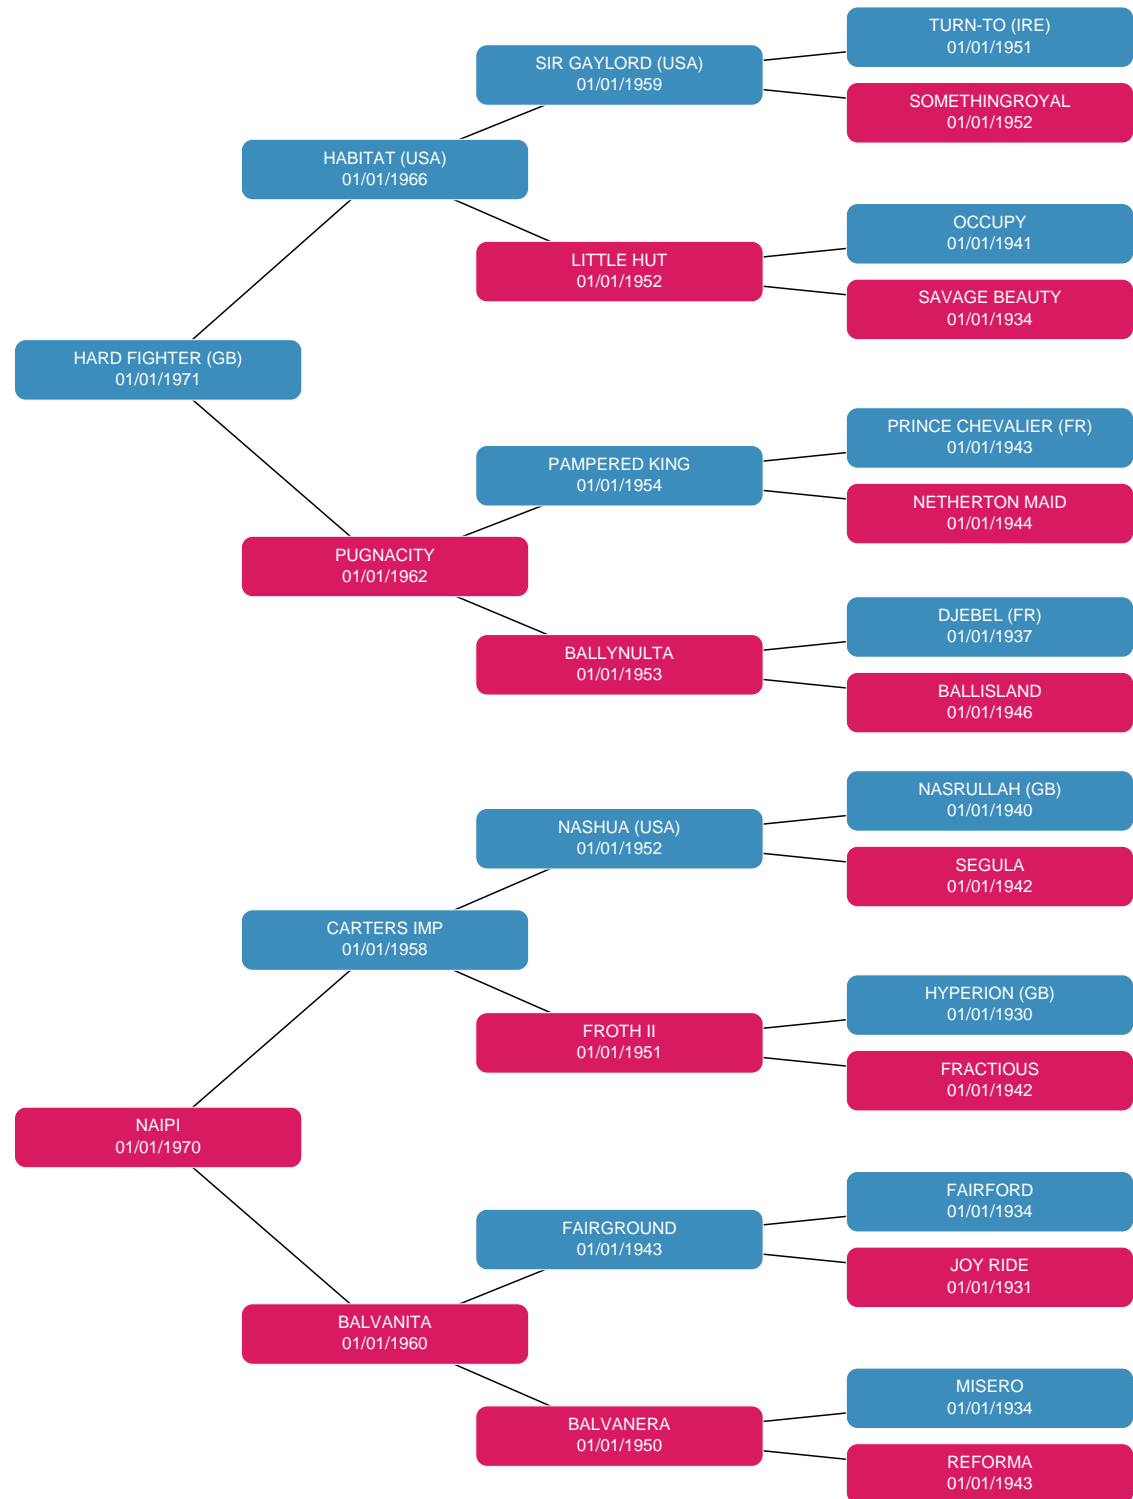 TURN-TO (IRE)
01/01/1951
SIR GAYLORD (USA)
01/01/1959
SOMETHINGROYAL
01/01/1952
HABITAT (USA)
01/01/1966
OCCUPY
01/01/1941
LITTLE HUT
01/01/1952
SAVAGE BEAUTY
01/01/1934
HARD FIGHTER (GB)
01/01/1971
PRINCE CHEVALIER (FR)
01/01/1943
PAMPERED KING
01/01/1954
NETHERTON MAID
01/01/1944
PUGNACITY
01/01/1962
DJEBEL (FR)
01/01/1937
BALLYNULTA
01/01/1953
BALLISLAND
01/01/1946
NASRULLAH (GB)
01/01/1940
NASHUA (USA)
01/01/1952
SEGULA
01/01/1942
CARTERS IMP
01/01/1958
HYPERION (GB)
01/01/1930
FROTH II
01/01/1951
FRACTIOUS
01/01/1942
NAIPI
01/01/1970
FAIRFORD
01/01/1934
FAIRGROUND
01/01/1943
JOY RIDE
01/01/1931
BALVANITA
01/01/1960
MISERO
01/01/1934
BALVANERA
01/01/1950
REFORMA
01/01/1943